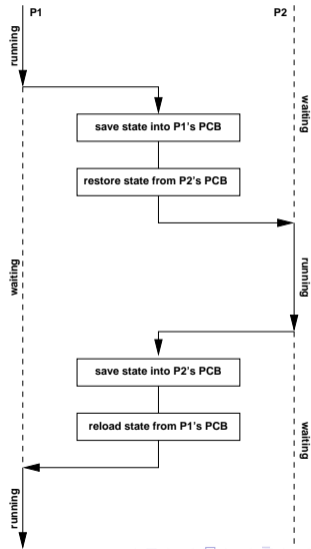 P1
P2
running
waiting
save state into P1's PCB
restore state from P2's PCB
waiting
running
save state into P2's PCB
reload state from P1's PCB
waiting
running